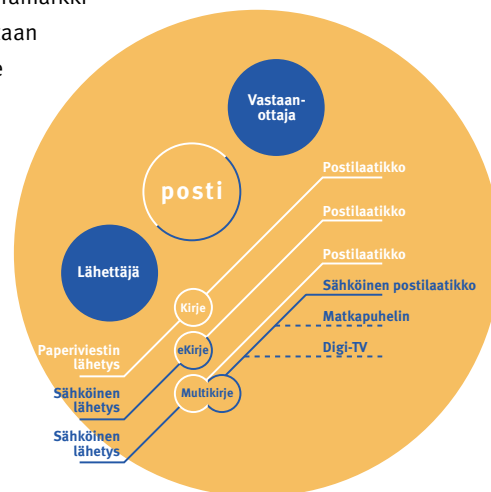 taan
Vastaan-
ottaja
posti
Lähettäjä
Postilaatikko
Postilaatikko
Postilaatikko
Sähköinen postilaatikko
Matkapuhelin
Digi-TV
Kirje
eKirje
Multikirje
Paperiviestin
lähetys
Sähköinen
lähetys
Sähköinen
lähetys